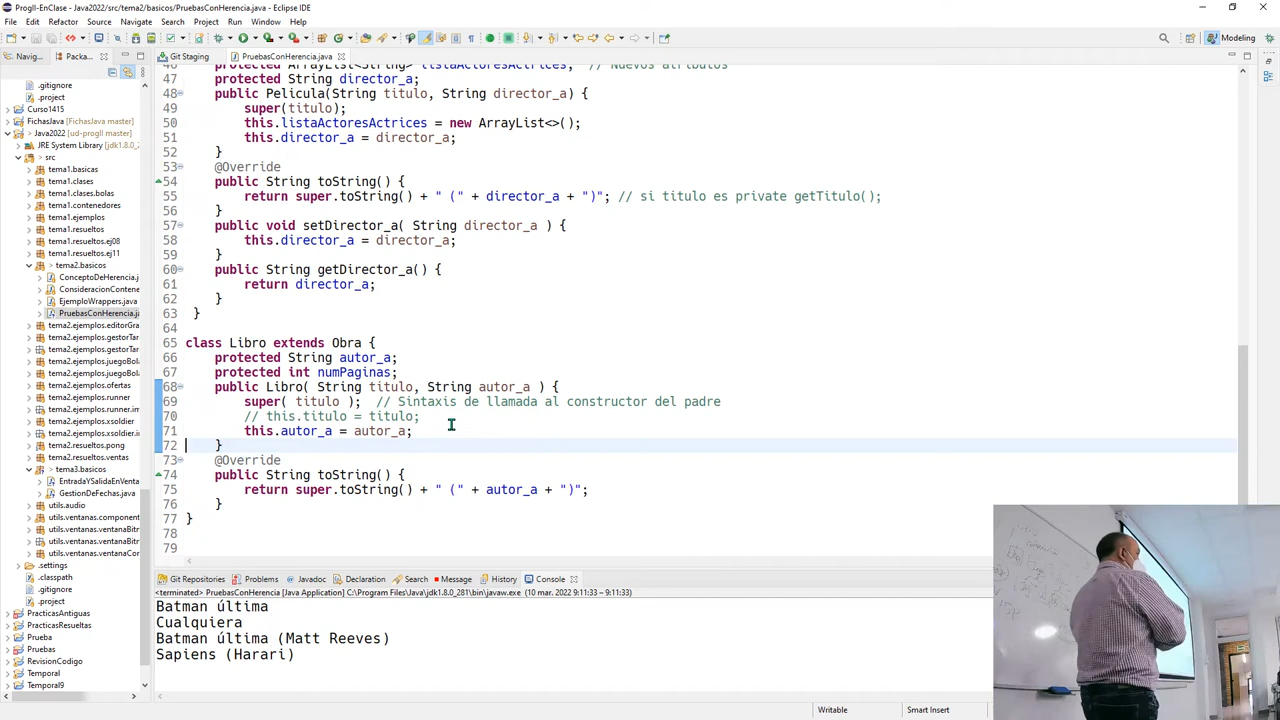 ProgII-EnClase - Java2022/src/tema2/basicos/PruebasConHerencia.java - Eclipse IDE
File Edit Refactor Source Navigate Search Project Run Window Help
Modeling
Navig...
Packa...
Git Staging
PruebasConHerencia.java
.gitignore
.project
Curso1415
FichasJava [FichasJava master]
Java2022 [ud-progII master]
JRE System Library [jdk1.8.0_2
src
tema1.basicas
tema1.clases
tema1.clases.bolas
tema1.contenedores
tema1.ejemplos
tema1.resueltos
tema1.resueltos.ej08
tema1.resueltos.ej11
tema2.basicos
ConceptoDeHerencia.j
ConsideracionContene
EjemploWrappers.java
PruebasConHerencia.ja
tema2.ejemplos.editorGra
tema2.ejemplos.gestorTar
tema2.ejemplos.gestorTar
tema2.ejemplos.juegoBol
tema2.ejemplos.juegoBol
tema2.ejemplos.ofertas
tema2.ejemplos.runner
tema2.ejemplos.runner.im
tema2.ejemplos.xsoldier
tema2.ejemplos.xsoldier.i
tema2.resueltos.pong
tema2.resueltos.ventas
tema3.basicos
EntradaYSalidaEnVenta
GestionDeFechas.java
utils.audio
utils.ventanas.component
utils.ventanas.ventanaBitr
utils.ventanas.ventanaBitr
utils.ventanas.ventanaCor
.settings
.classpath
.gitignore
.project
PracticasAntiguas
PracticasResueltas
Prueba
Pruebas
RevisionCodigo
Temporal
Temporal9
46 protected ArrayList<String> listaActoresActrices; // Nuevos atributos
47 protected String director_a;
48 public Pelicula(String titulo, String director_a) {
49 super(titulo);
50 this.listaActoresActrices = new ArrayList<>();
51 this.director_a = director_a;
52 }
53 @Override
54 public String toString() {
55 return super.toString() + " (" + director_a + ")"; // si titulo es private getTitulo();
56 }
57 public void setDirector_a( String director_a ) {
58 this.director_a = director_a;
59 }
60 public String getDirector_a() {
61 return director_a;
62 }
63 }
64
65 class Libro extends Obra {
66 protected String autor_a;
67 protected int numPaginas;
68 public Libro( String titulo, String autor_a ) {
69 super( titulo ); // Sintaxis de llamada al constructor del padre
70 // this.titulo = titulo;
71 this.autor_a = autor_a;
72 }
73 @Override
74 public String toString() {
75 return super.toString() + " (" + autor_a + ")";
76 }
77 }
78
79
Git Repositories Problems Javadoc Declaration Search Message History Console
<terminated> PruebasConHerencia [Java Application] C:\Program Files\Java\jdk1.8.0_281\bin\javaw.exe (10 mar. 2022 9:11:33 – 9:11:33)
Batman última
Cualquiera
Batman última (Matt Reeves)
Sapiens (Harari)
Writable
Smart Insert